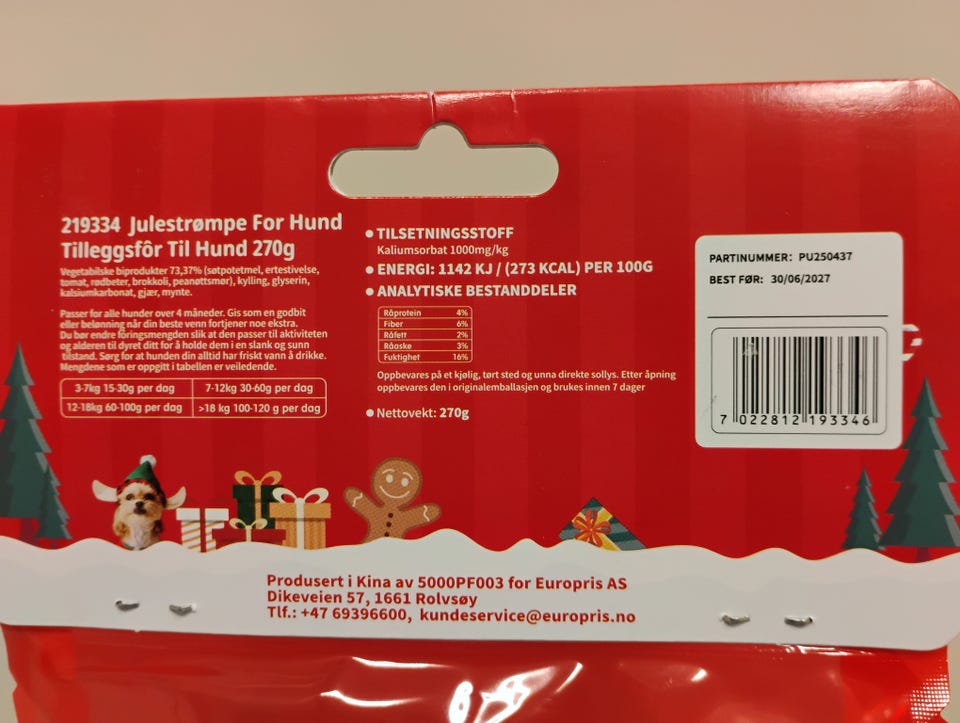 219334 Julestrømpe For Hund
Tilleggsfôr Til Hund 270g
Vegetabilske biprodukter 73,37% (søtpotetmel, ertestivelse,
tomat, rødbeter, brokkoli, peanøttsmør), kylling, glyserin,
kalsiumkarbonat, gjær, mynte.
Passer for alle hunder over 4 måneder. Gis som en godbit
eller belønning når din beste venn fortjener noe ekstra.
Du bør endre fôringsmengden slik at den passer til aktiviteten
og alderen til dyret ditt for å holde dem i en slank og sunn
tilstand. Sørg for at hunden din alltid har friskt vann å drikke.
Mengdene som er oppgitt i tabellen er veiledende.
3-7kg 15-30g per dag
7-12kg 30-60g per dag
12-18kg 60-100g per dag
>18 kg 100-120 g per dag
• TILSETNINGSSTOFF
Kaliumsorbat 1000mg/kg
• ENERGI: 1142 KJ / (273 KCAL) PER 100G
• ANALYTISKE BESTANDDELER
Råprotein 4%
Fiber 6%
Råfett 2%
Råaske 3%
Fuktighet 16%
Oppbevares på et kjølig, tørt sted og unna direkte sollys. Etter åpning
oppbevares den i originalemballasjen og brukes innen 7 dager
• Nettovekt: 270g
PARTINUMMER: PU250437
BEST FØR: 30/06/2027
7 022812 193346
Produsert i Kina av 5000PF003 for Europris AS
Dikeveien 57, 1661 Rolvsøy
Tlf.: +47 69396600, kundeservice@europris.no